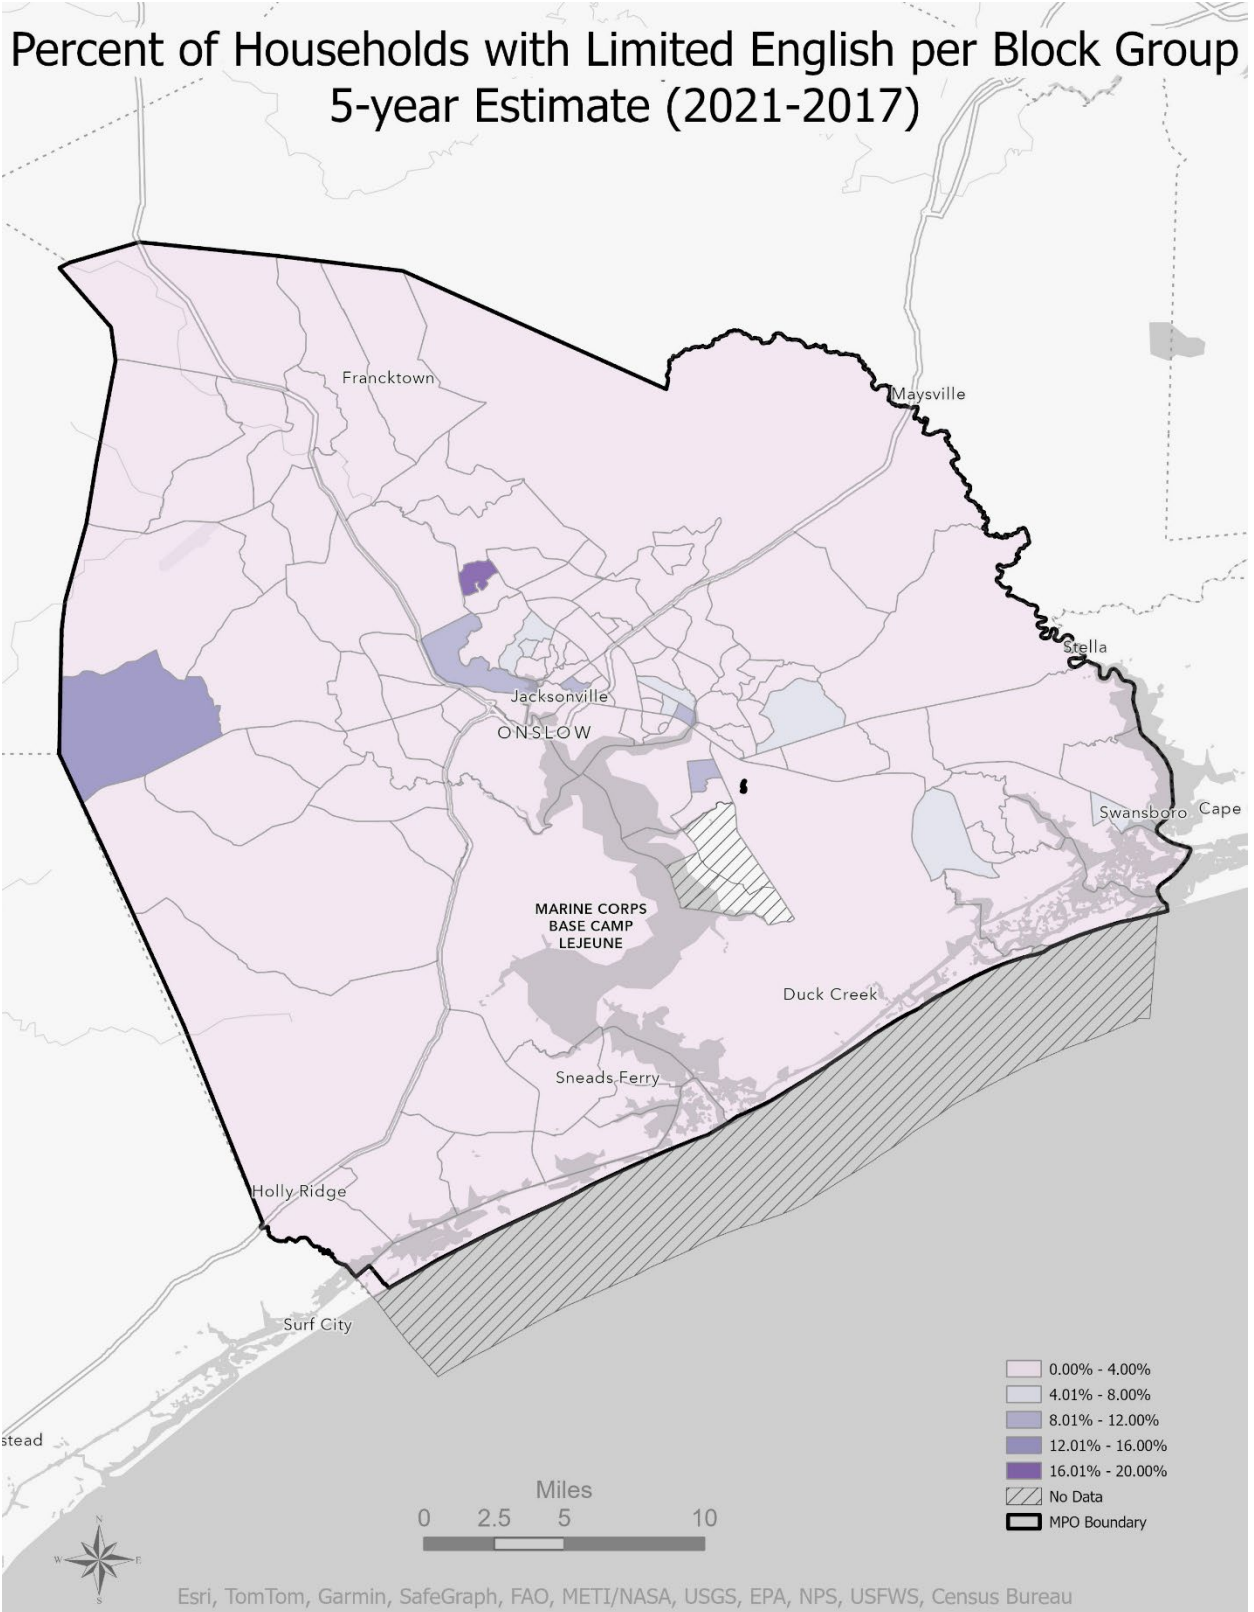 Percent of Households with Limited English per Block Group
5-year Estimate (2021-2017)
Francktown
Maysville
Stella
Jacksonville
ONSLOW
Swansboro
Cape
MARINE CORPS
BASE CAMP
LEJEUNE
Duck Creek
Sneads Ferry
Holly Ridge
Surf City
stead
0.00% - 4.00%
4.01% - 8.00%
8.01% - 12.00%
12.01% - 16.00%
16.01% - 20.00%
No Data
MPO Boundary
Miles
0 2.5 5 10
N
W E
S
Esri, TomTom, Garmin, SafeGraph, FAO, METI/NASA, USGS, EPA, NPS, USFWS, Census Bureau